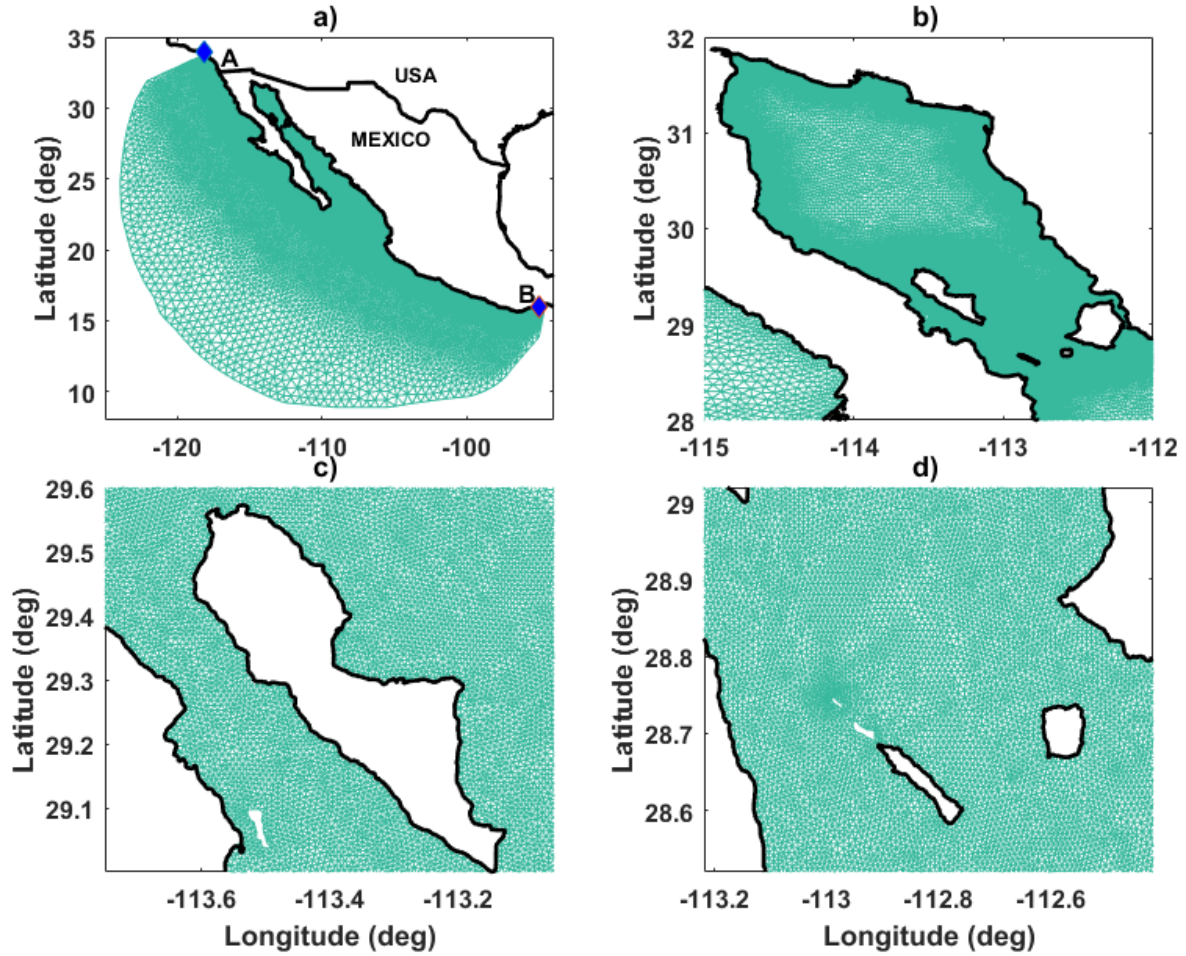 a)
35
30
25
20
15
10
-120
-110
-100
Latitude (deg)
A
USA
MEXICO
B
b)
32
31
30
29
28
-115
-114
-113
-112
Latitude (deg)
c)
29.6
29.5
29.4
29.3
29.2
29.1
-113.6
-113.4
-113.2
Latitude (deg)
Longitude (deg)
d)
29
28.9
28.8
28.7
28.6
-113.2
-113
-112.8
-112.6
Latitude (deg)
Longitude (deg)